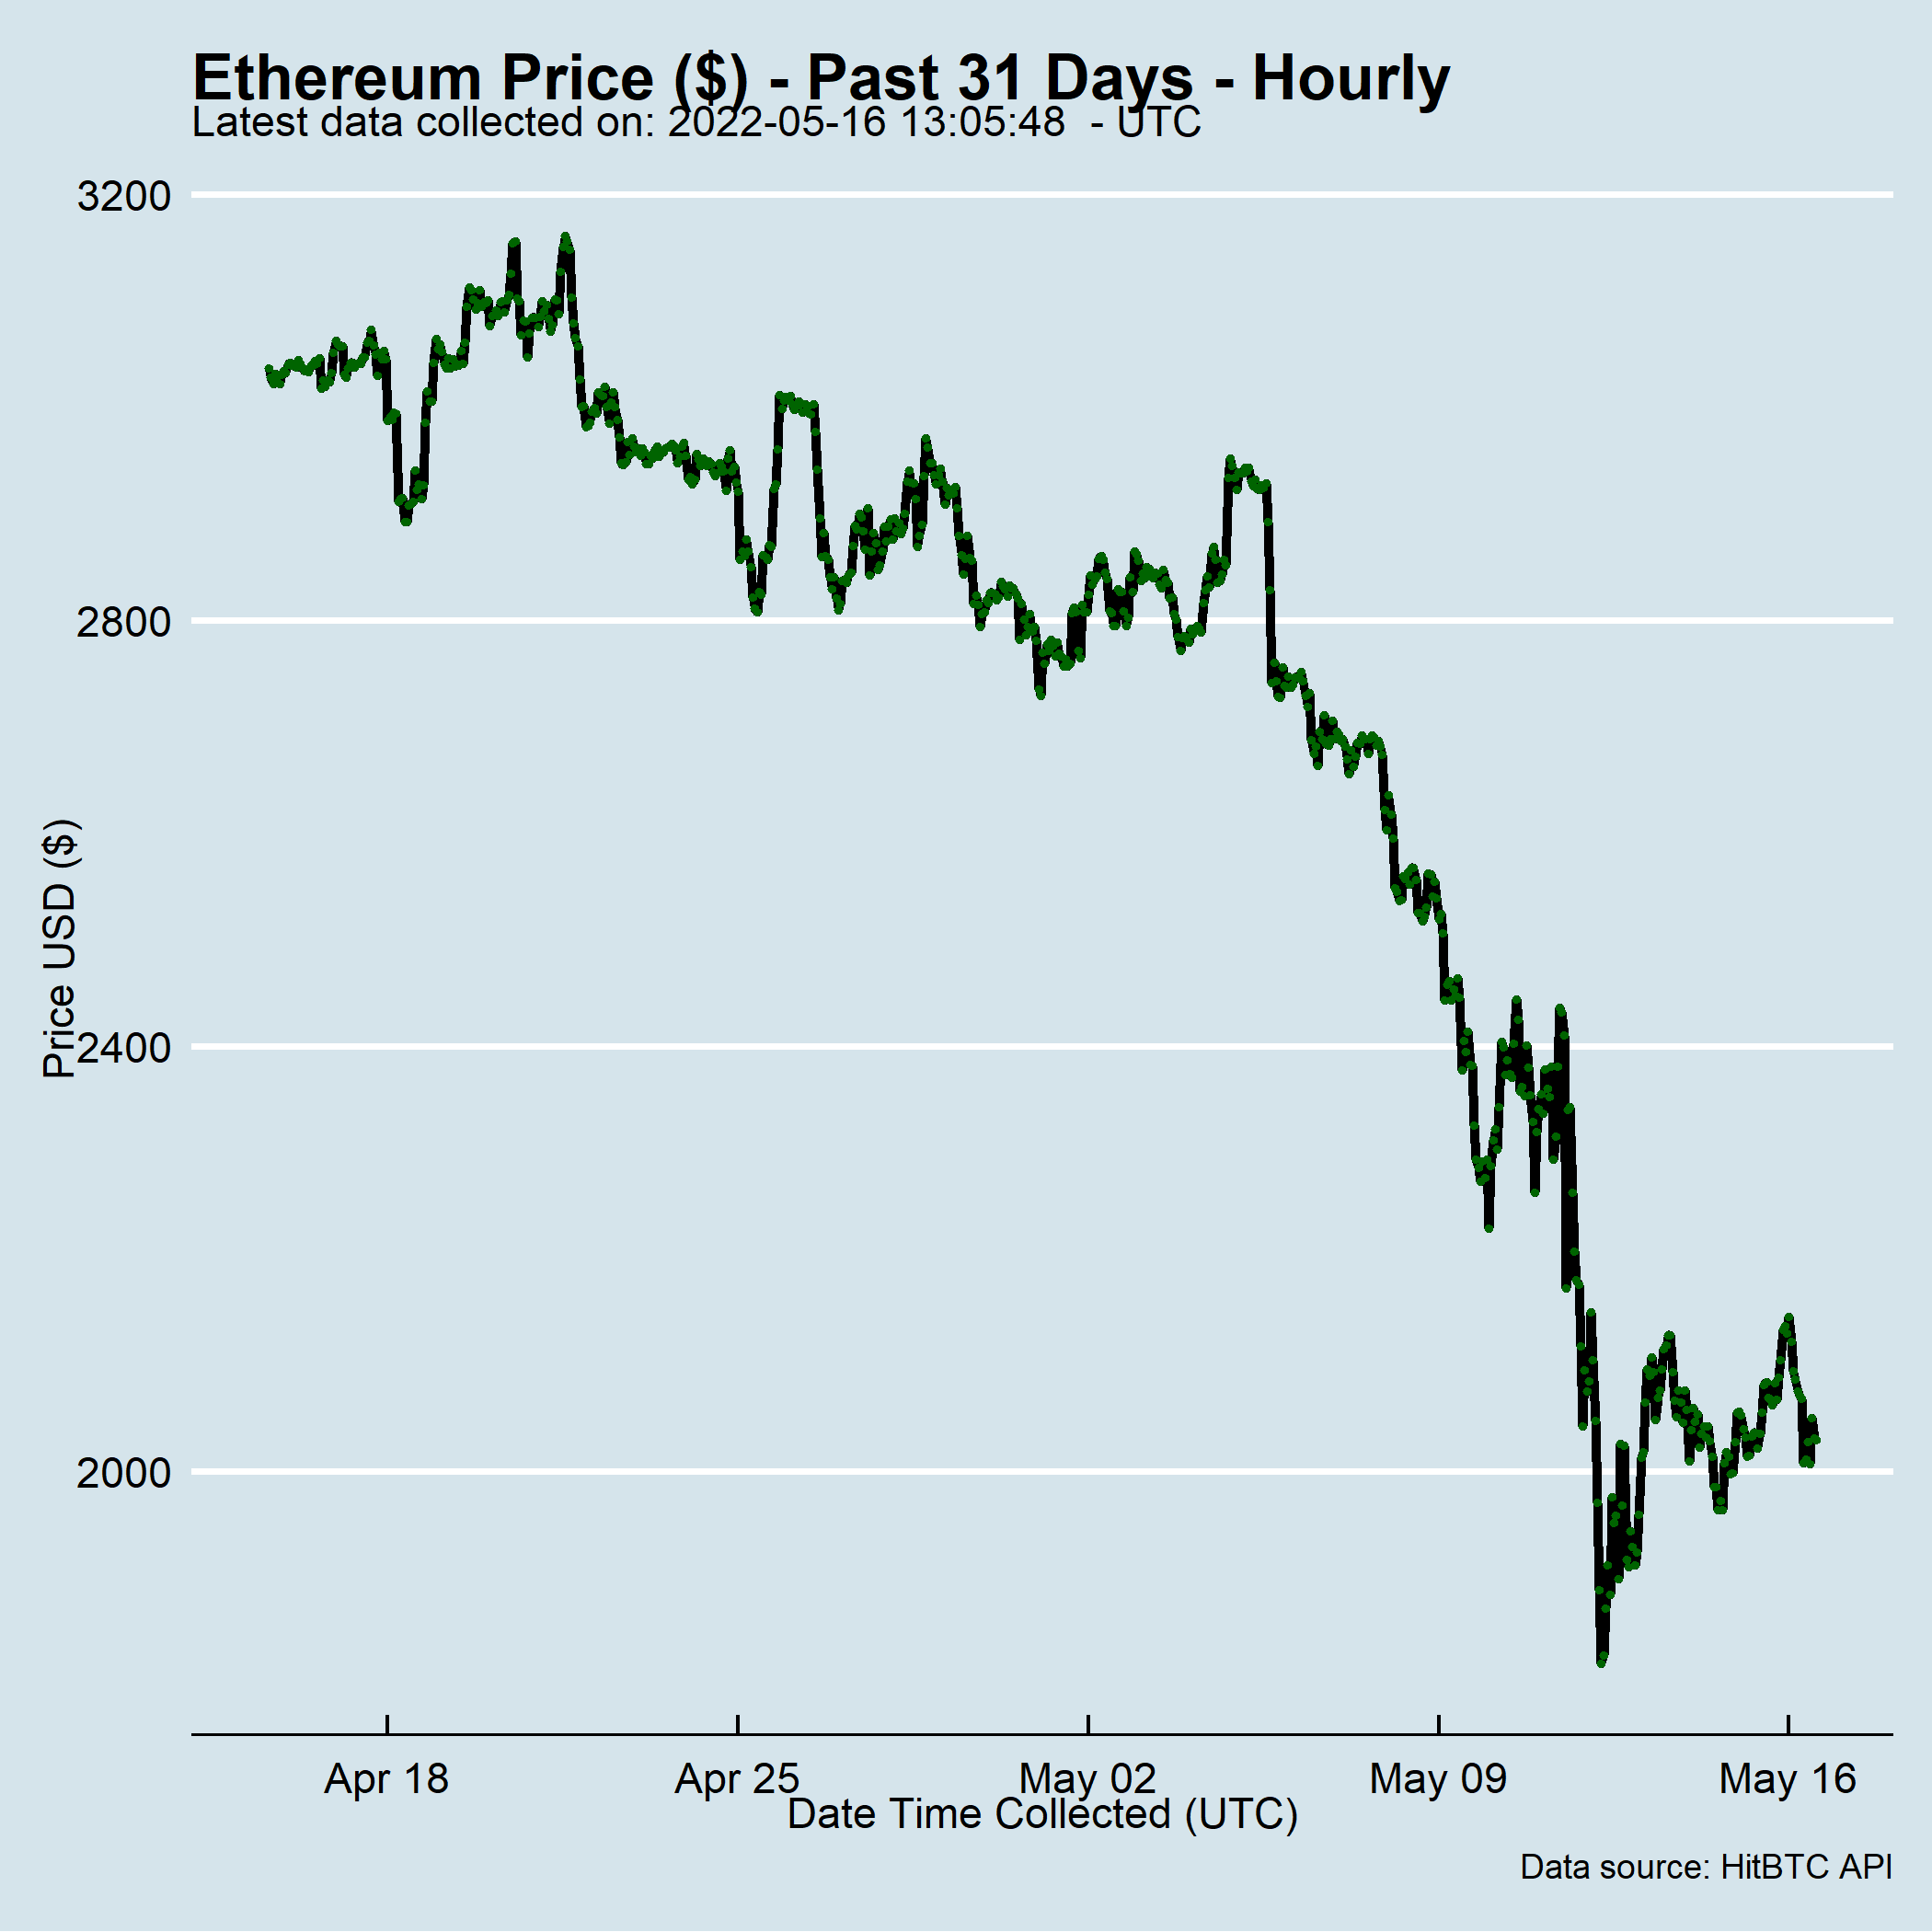 Ethereum Price ($) - Past 31 Days - Hourly
Latest data collected on: 2022-05-16 13:05:48  - UTC
3200
2800
2400
2000
Price USD ($)
Apr 18
Apr 25
May 02
May 09
May 16
Date Time Collected (UTC)
Data source: HitBTC API